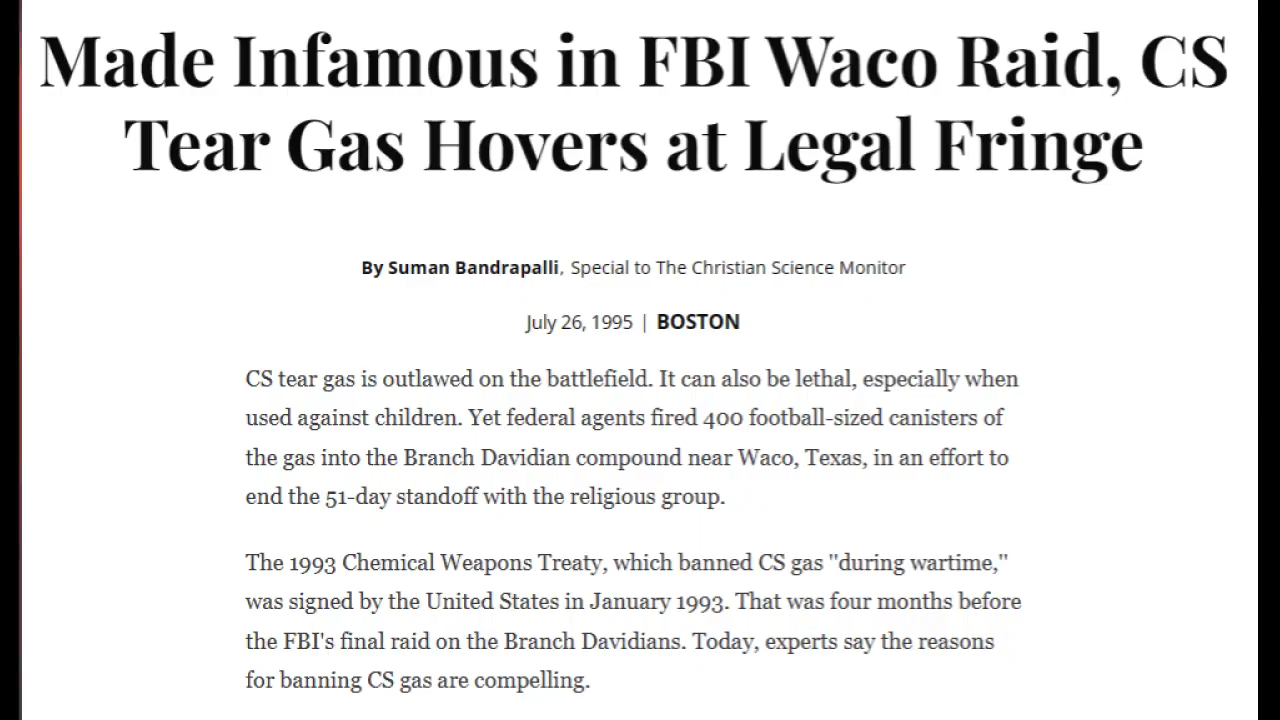 Made Infamous in FBI Waco Raid, CS
Tear Gas Hovers at Legal Fringe
By Suman Bandrapalli, Special to The Christian Science Monitor
July 26, 1995 | BOSTON
CS tear gas is outlawed on the battlefield. It can also be lethal, especially when
used against children. Yet federal agents fired 400 football-sized canisters of
the gas into the Branch Davidian compound near Waco, Texas, in an effort to
end the 51-day standoff with the religious group.
The 1993 Chemical Weapons Treaty, which banned CS gas "during wartime,"
was signed by the United States in January 1993. That was four months before
the FBI's final raid on the Branch Davidians. Today, experts say the reasons
for banning CS gas are compelling.